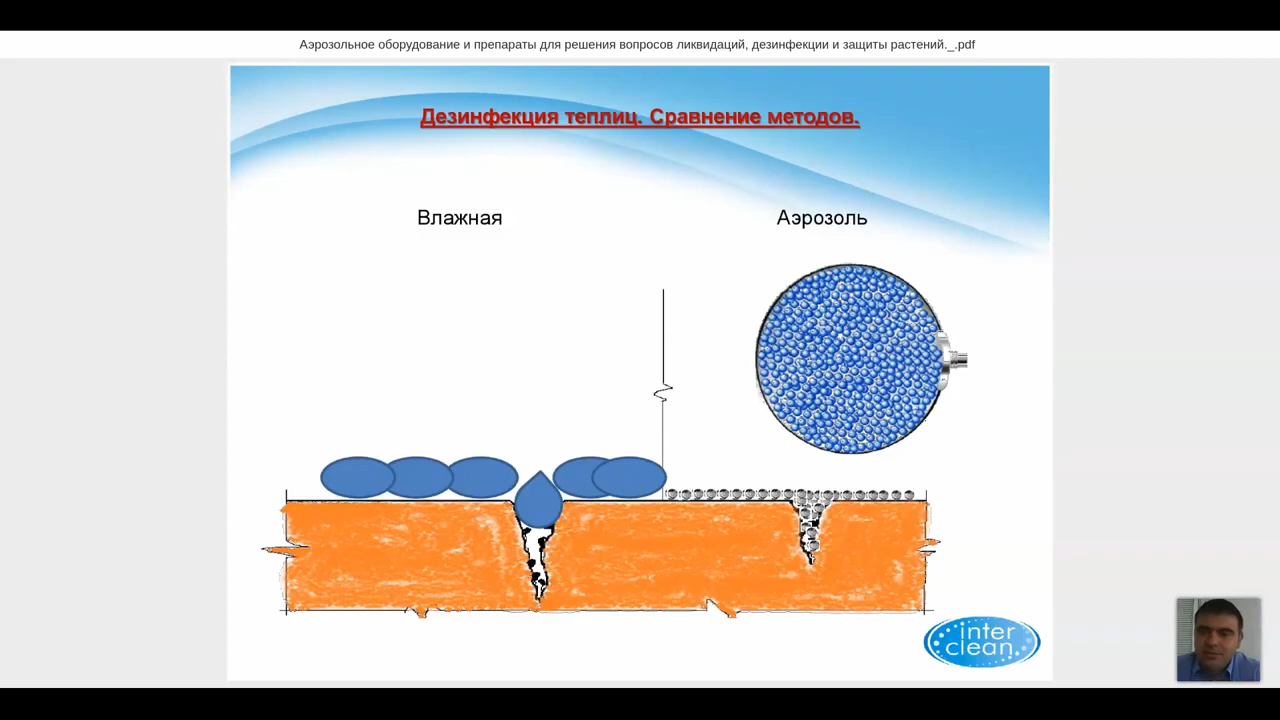 Аэрозольное оборудование и препараты для решения вопросов ликвидаций, дезинфекции и защиты растений._.pdf
Дезинфекция теплиц. Сравнение методов.
Влажная
Аэрозоль
inter
clean